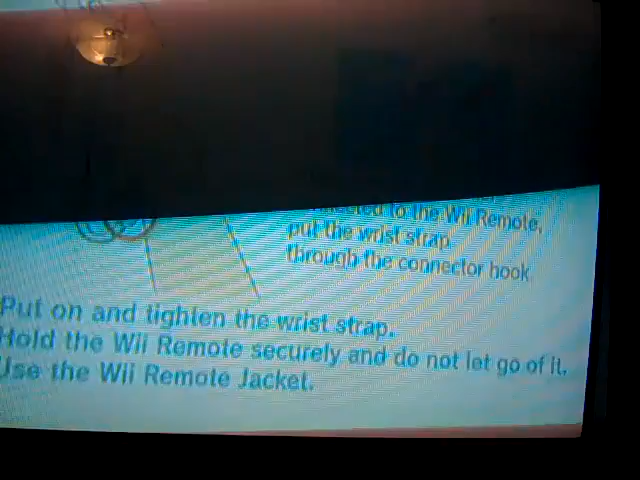 to the Wii Remote,
put the wrist strap
through the connector hook
Put on and tighten the wrist strap.
Hold the Wii Remote securely and do not let go of it.
Use the Wii Remote Jacket.